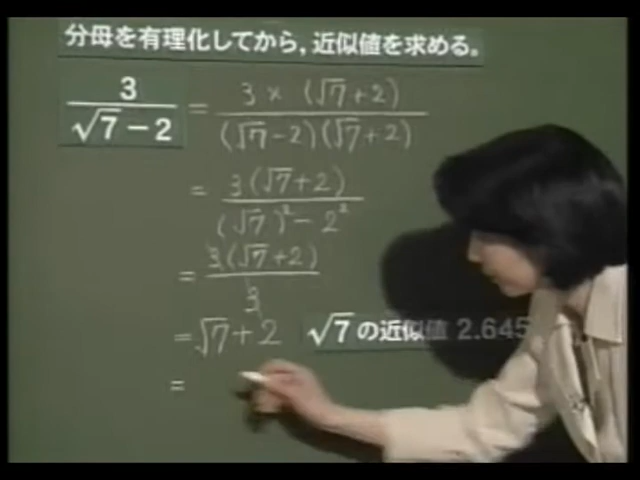 分母を有理化してから,近似値を求める。
3/(√7−2) = 3×(√7+2)/(√7−2)(√7+2)
= 3(√7+2)/(√7)²−2²
= 3(√7+2)/3
=√7+2 √7の近似値 2.645
=